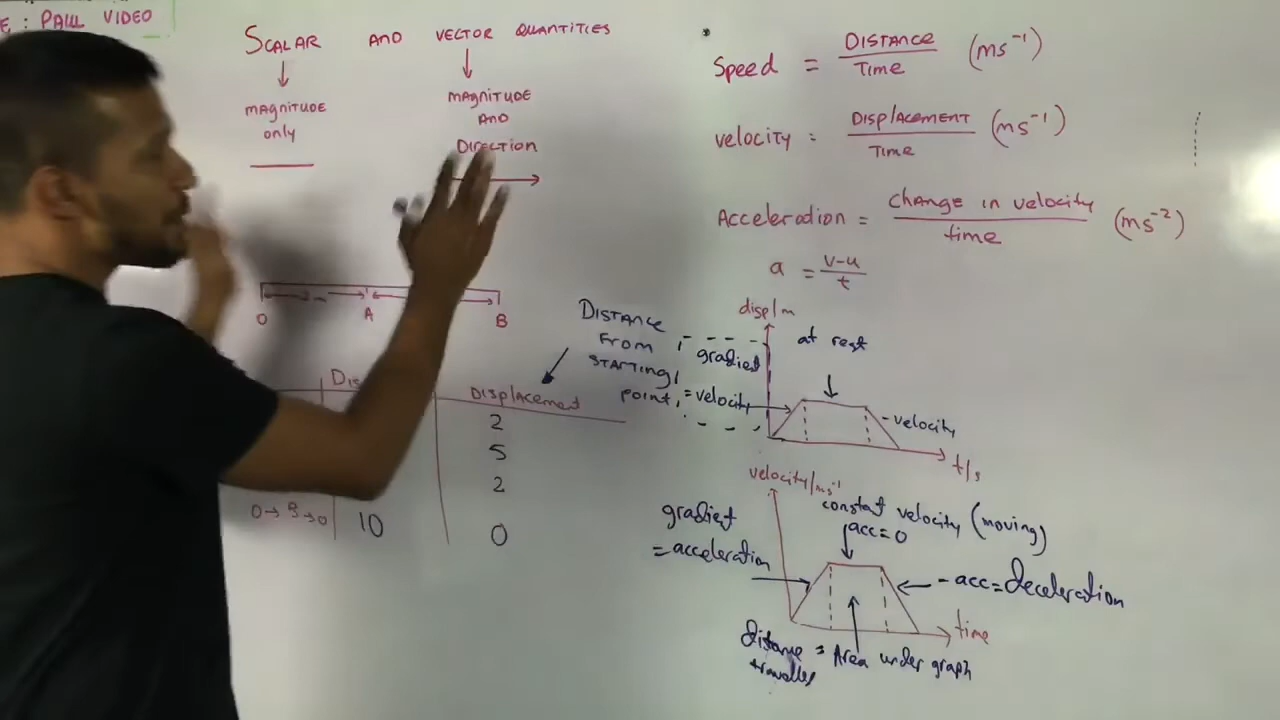 : PAUL VIDEO
SCALAR AND VECTOR QUANTITIES
MAGNITUDE
only
MAGNITUDE
AND
DIRECTION
O
A
B
DISPLACEMENT
2
5
2
O→B→O 10 0
DISTANCE
FROM
STARTING
POINT
Speed = DISTANCE
TIME
(ms⁻¹)
velocity = DISPLACEMENT
TIME
(ms⁻¹)
Acceleration = change in velocity
time
(ms⁻²)
a = v-u
t
displ/m
at rest
gradient
= velocity
- velocity
t/s
velocity/ms⁻¹
constat velocity (moving)
acc=0
gradient
= acceleration
- acc = deceleration
time
distance = Area under graph